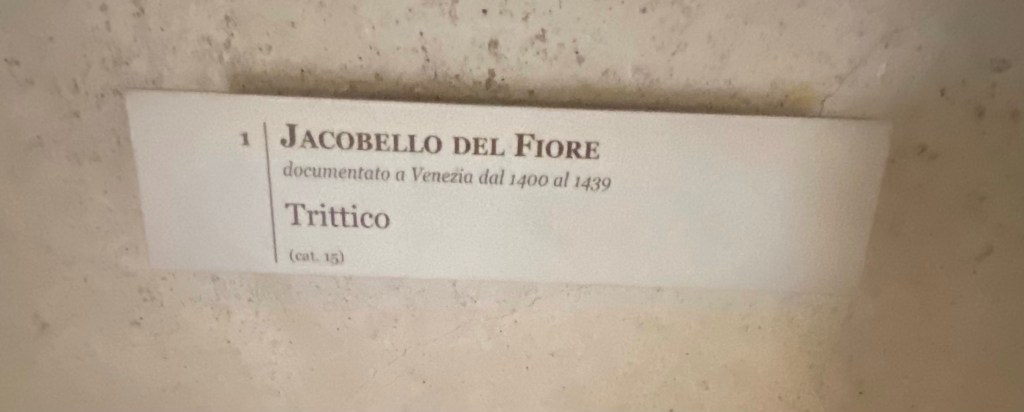 1 JACOBELLO DEL FIORE
documentato a Venezia dal 1400 al 1439
Trittico
(cat. 15)